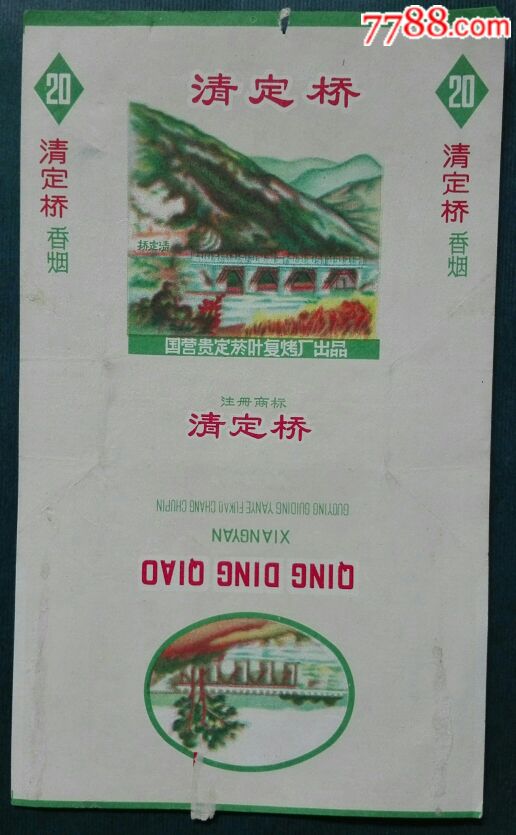 7788.com
20
清定桥
20
清定桥
香烟
清定桥
香烟
桥定清
国营贵定菸叶复烤厂出品
注册商标
清定桥
GUOYING GUIDING YANYE FUKAO CHANG CHUPIN
XIANGYAN
QING DING QIAO